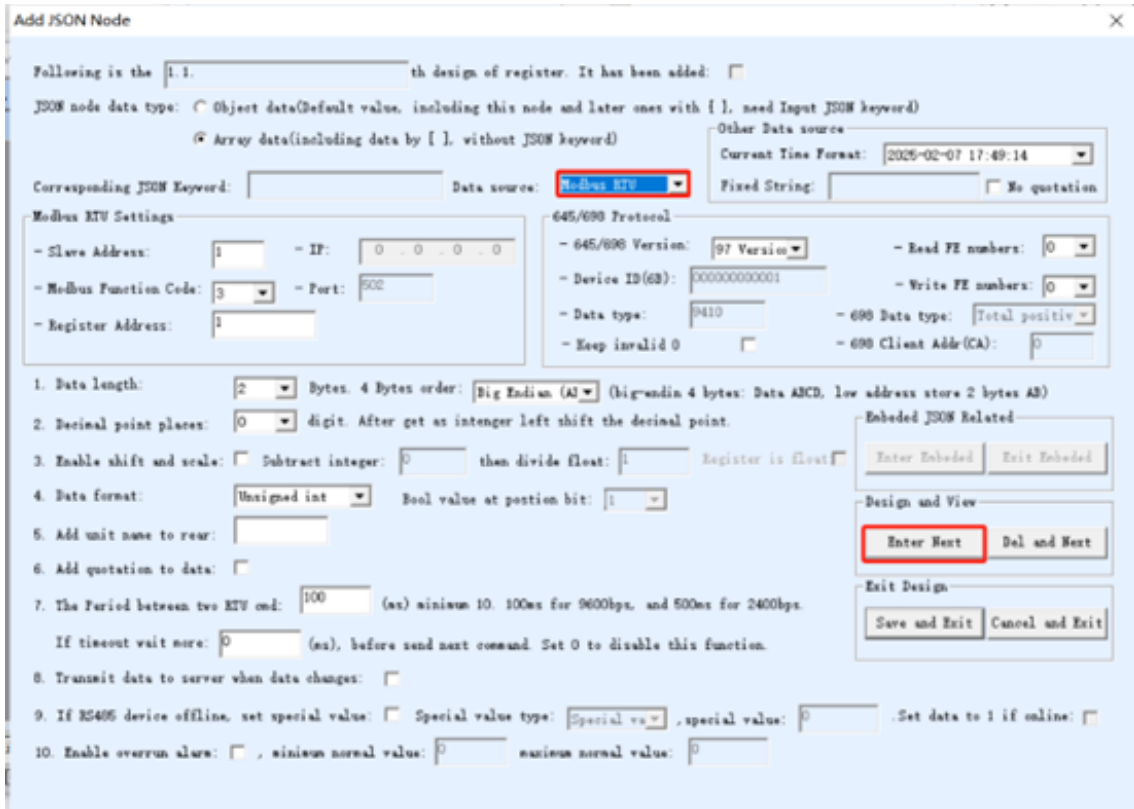 Add JSON Node
Following is the 1.1. th design of register. It has been added:
JSON node data type: Object data(Default value, including this node and later ones with { }, need Input JSON keyword)
Array data(including data by [ ], without JSON keyword)
Other Data source
Current Time Format: 2025-02-07 17:49:14
Corresponding JSON Keyword: Data source: Modbus RTU Fixed String: No quotation
Modbus RTU Settings
- Slave Address: 1 - IP: 0 . 0 . 0 . 0
- Modbus Function Code: 3 - Port: 502
- Register Address: 1
645/698 Protocol
- 645/698 Version: 97 Versio - Read FE numbers: 0
- Device ID(6B): 000000000001 - Write FE numbers: 0
- Data type: 9410 - 698 Data type: Total positiv
- Keep invalid 0 - 698 Client Addr(CA): 0
1. Data length: 2 Bytes. 4 Bytes order: Big Endian (AB (big-endin 4 bytes: Data ABCD, low address store 2 bytes AB)
2. Decimal point places: 0 digit. After get as intenger left shift the decimal point.
3. Enable shift and scale: Subtract integer: 0 then divide float: 1 Register is float
4. Data format: Unsigned int Bool value at postion bit: 1
5. Add unit name to rear:
6. Add quotation to data:
7. The Period between two RTU cmd: 100 (ms) minimum 10. 100ms for 9600bps, and 500ms for 2400bps.
If timeout wait more: 0 (ms), before send next command. Set 0 to disable this function.
Embeded JSON Related
Enter Embeded Exit Embeded
Design and View
Enter Next Del and Next
Exit Design
Save and Exit Cancel and Exit
8. Transmit data to server when data changes:
9. If RS485 device offline, set special value: Special value type: Special va , special value: 0 .Set data to 1 if online:
10. Enable overrun alarm: , minimum normal value: 0 maximum normal value: 0